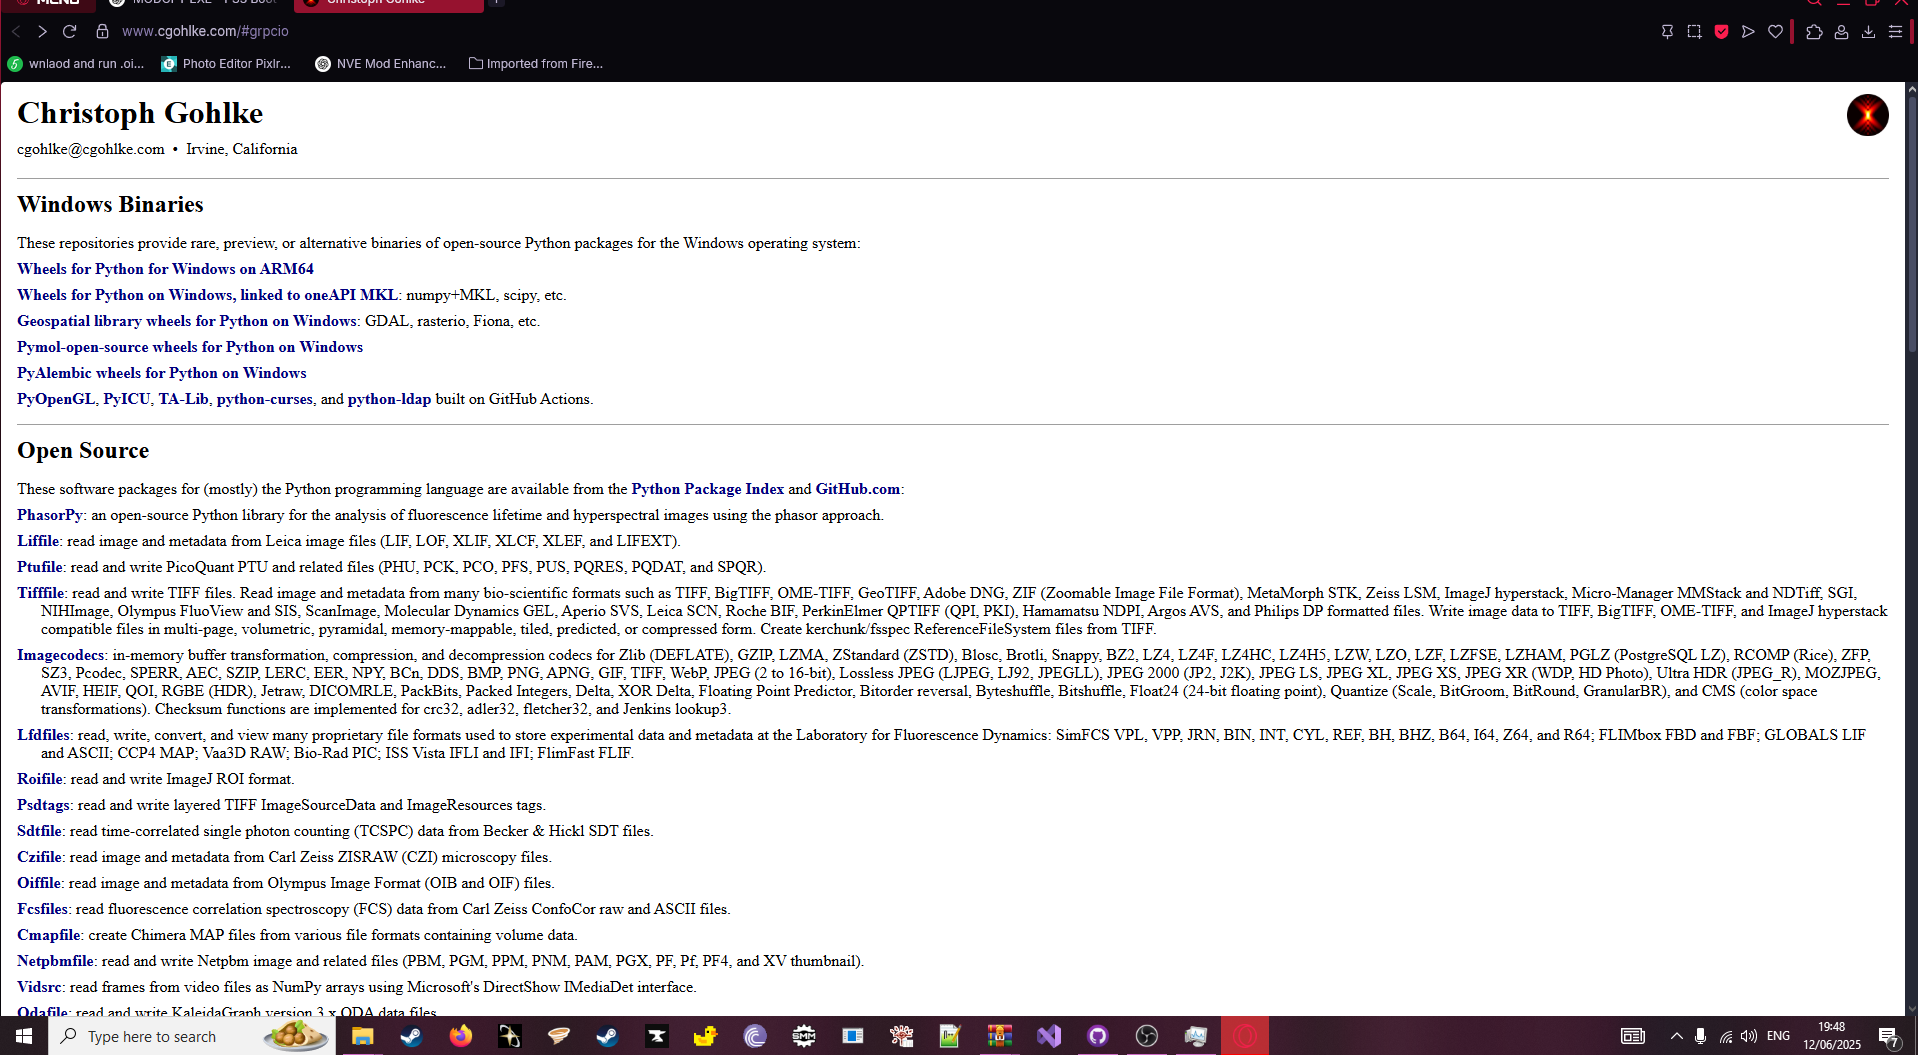 MENU
Christoph Gohlke
www.cgohlke.com/#grpcio
wnlaod and run .oi...
Photo Editor Pixlr...
NVE Mod Enhanc...
Imported from Fire...
Christoph Gohlke
cgohlke@cgohlke.com • Irvine, California
Windows Binaries
These repositories provide rare, preview, or alternative binaries of open-source Python packages for the Windows operating system:
Wheels for Python for Windows on ARM64
Wheels for Python on Windows, linked to oneAPI MKL: numpy+MKL, scipy, etc.
Geospatial library wheels for Python on Windows: GDAL, rasterio, Fiona, etc.
Pymol-open-source wheels for Python on Windows
PyAlembic wheels for Python on Windows
PyOpenGL, PyICU, TA-Lib, python-curses, and python-ldap built on GitHub Actions.
Open Source
These software packages for (mostly) the Python programming language are available from the Python Package Index and GitHub.com:
PhasorPy: an open-source Python library for the analysis of fluorescence lifetime and hyperspectral images using the phasor approach.
Liffile: read image and metadata from Leica image files (LIF, LOF, XLIF, XLCF, XLEF, and LIFEXT).
Ptufile: read and write PicoQuant PTU and related files (PHU, PCK, PCO, PFS, PUS, PQRES, PQDAT, and SPQR).
Tifffile: read and write TIFF files. Read image and metadata from many bio-scientific formats such as TIFF, BigTIFF, OME-TIFF, GeoTIFF, Adobe DNG, ZIF (Zoomable Image File Format), MetaMorph STK, Zeiss LSM, ImageJ hyperstack, Micro-Manager MMStack and NDTiff, SGI,
NIHImage, Olympus FluoView and SIS, ScanImage, Molecular Dynamics GEL, Aperio SVS, Leica SCN, Roche BIF, PerkinElmer QPTIFF (QPI, PKI), Hamamatsu NDPI, Argos AVS, and Philips DP formatted files. Write image data to TIFF, BigTIFF, OME-TIFF, and ImageJ hyperstack
compatible files in multi-page, volumetric, pyramidal, memory-mappable, tiled, predicted, or compressed form. Create kerchunk/fsspec ReferenceFileSystem files from TIFF.
Imagecodecs: in-memory buffer transformation, compression, and decompression codecs for Zlib (DEFLATE), GZIP, LZMA, ZStandard (ZSTD), Blosc, Brotli, Snappy, BZ2, LZ4, LZ4F, LZ4HC, LZ4H5, LZW, LZO, LZF, LZFSE, LZHAM, PGLZ (PostgreSQL LZ), RCOMP (Rice), ZFP,
SZ3, Pcodec, SPERR, AEC, SZIP, LERC, EER, NPY, BCn, DDS, BMP, PNG, APNG, GIF, TIFF, WebP, JPEG (2 to 16-bit), Lossless JPEG (LJPEG, LJ92, JPEGLL), JPEG 2000 (JP2, J2K), JPEG LS, JPEG XL, JPEG XS, JPEG XR (WDP, HD Photo), Ultra HDR (JPEG_R), MOZJPEG,
AVIF, HEIF, QOI, RGBE (HDR), Jetraw, DICOMRLE, PackBits, Packed Integers, Delta, XOR Delta, Floating Point Predictor, Bitorder reversal, Byteshuffle, Bitshuffle, Float24 (24-bit floating point), Quantize (Scale, BitGroom, BitRound, GranularBR), and CMS (color space
transformations). Checksum functions are implemented for crc32, adler32, fletcher32, and Jenkins lookup3.
Lfdfiles: read, write, convert, and view many proprietary file formats used to store experimental data and metadata at the Laboratory for Fluorescence Dynamics: SimFCS VPL, VPP, JRN, BIN, INT, CYL, REF, BH, BHZ, B64, I64, Z64, and R64; FLIMbox FBD and FBF; GLOBALS LIF
and ASCII; CCP4 MAP; Vaa3D RAW; Bio-Rad PIC; ISS Vista IFLI and IFI; FlimFast FLIF.
Roifile: read and write ImageJ ROI format.
Psdtags: read and write layered TIFF ImageSourceData and ImageResources tags.
Sdtfile: read time-correlated single photon counting (TCSPC) data from Becker & Hickl SDT files.
Czifile: read image and metadata from Carl Zeiss ZISRAW (CZI) microscopy files.
Oiffile: read image and metadata from Olympus Image Format (OIB and OIF) files.
Fcsfiles: read fluorescence correlation spectroscopy (FCS) data from Carl Zeiss ConfoCor raw and ASCII files.
Cmapfile: create Chimera MAP files from various file formats containing volume data.
Netpbmfile: read and write Netpbm image and related files (PBM, PGM, PPM, PNM, PAM, PGX, PF, Pf, PF4, and XV thumbnail).
Vidsrc: read frames from video files as NumPy arrays using Microsoft's DirectShow IMediaDet interface.
Odafile: read and write KaleidaGraph version 3.x ODA data files.
Type here to search
SMM
ENG
19:48
12/06/2025
7